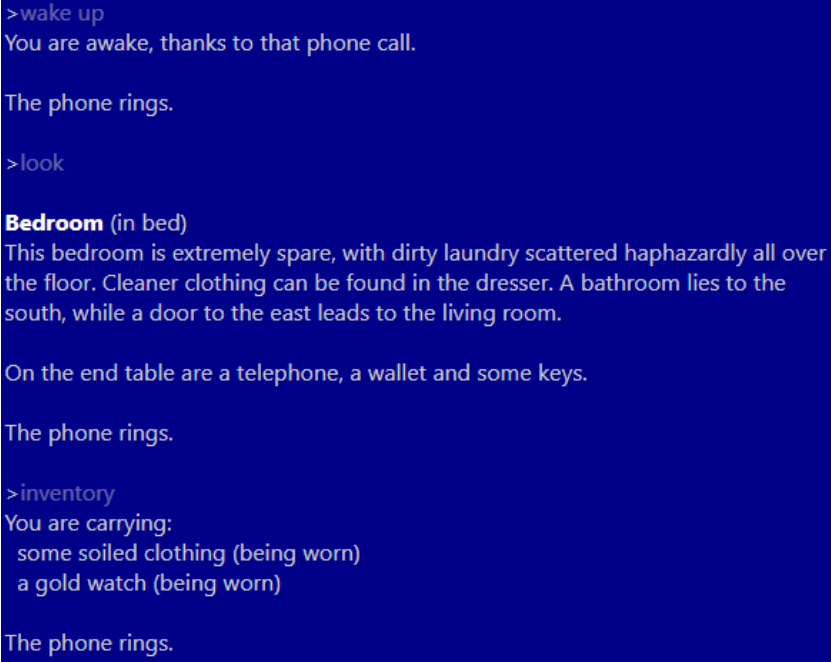 >wake up
You are awake, thanks to that phone call.
The phone rings.
>look
Bedroom (in bed)
This bedroom is extremely spare, with dirty laundry scattered haphazardly all over
the floor. Cleaner clothing can be found in the dresser. A bathroom lies to the
south, while a door to the east leads to the living room.
On the end table are a telephone, a wallet and some keys.
The phone rings.
>inventory
You are carrying:
some soiled clothing (being worn)
a gold watch (being worn)
The phone rings.